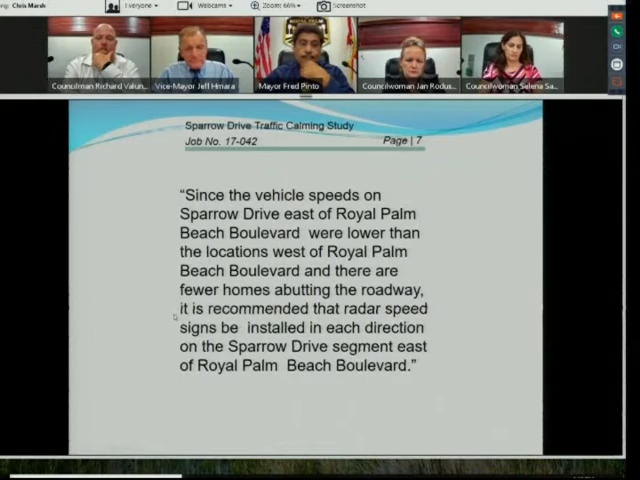 Chris Marsh
Everyone
Webcams
Zoom: 66%
Screenshot
ROYAL PALM
Councilman Richard Valun...
Vice-Mayor Jeff Hmara
Mayor Fred Pinto
Councilwoman Jan Rodus...
Councilwoman Selena Sa...
Sparrow Drive Traffic Calming Study
Job No. 17-042 Page | 7
“Since the vehicle speeds on
Sparrow Drive east of Royal Palm
Beach Boulevard were lower than
the locations west of Royal Palm
Beach Boulevard and there are
fewer homes abutting the roadway,
it is recommended that radar speed
signs be installed in each direction
on the Sparrow Drive segment east
of Royal Palm Beach Boulevard.”